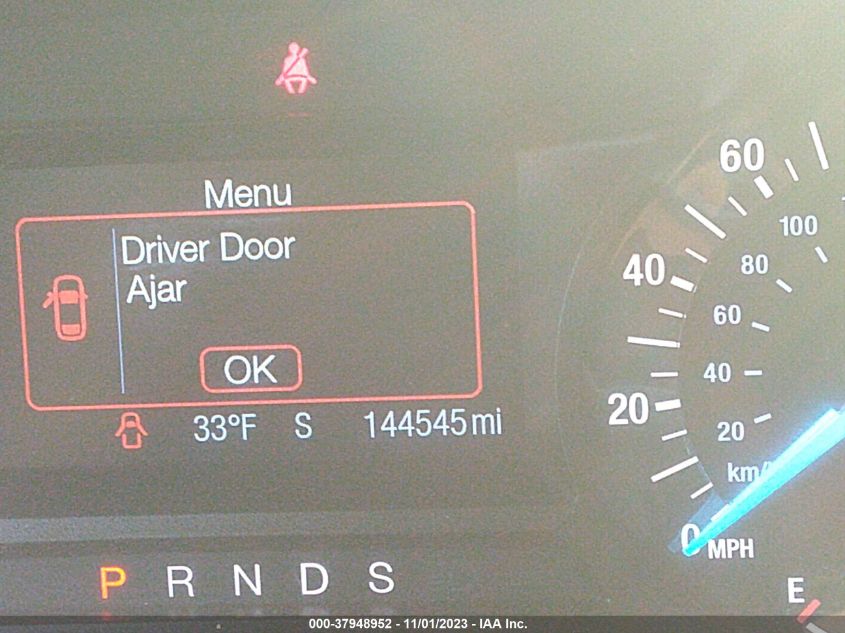 Menu
Driver Door
Ajar
OK
33°F S 144545 mi
P R N D S
60
40
20
0 MPH
100
80
60
40
20
km/
E
000-37948952 - 11/01/2023 - IAA Inc.